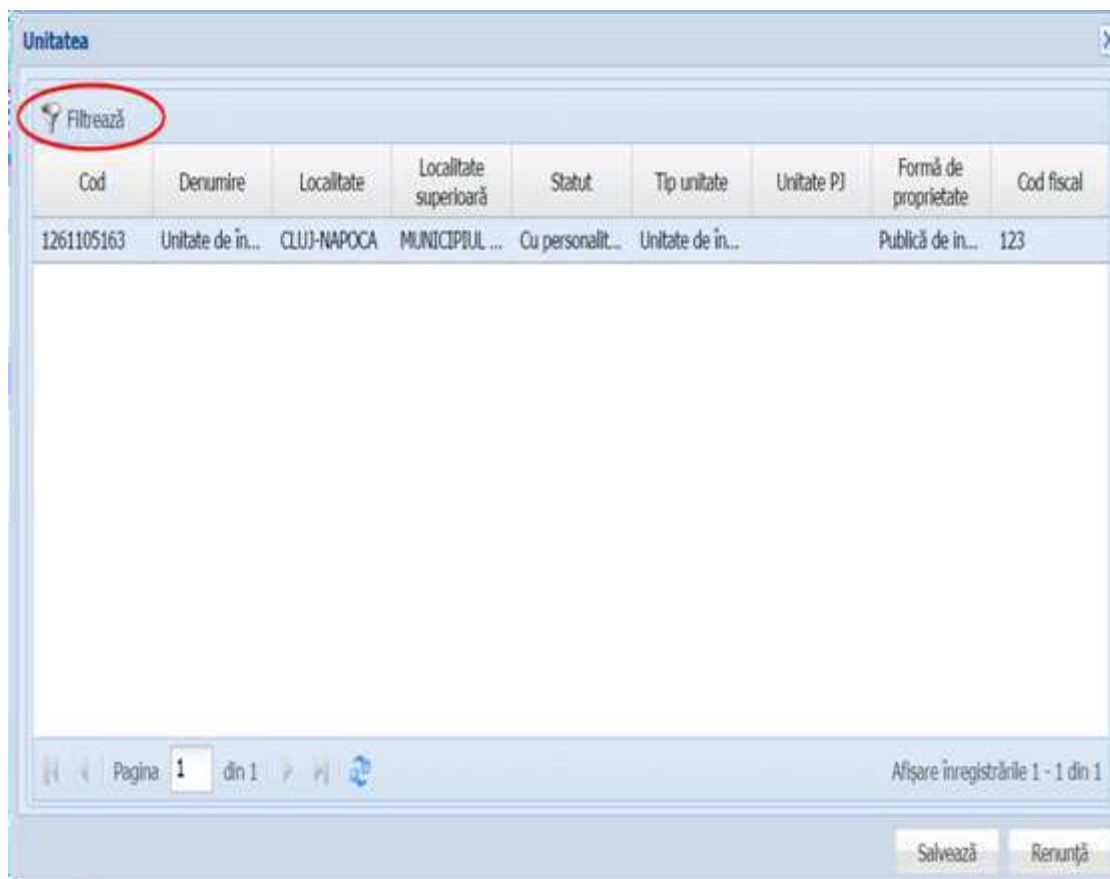 Unitatea
Filtrează
Cod Denumire Localitate Localitate superioară Statut Tip unitate Unitate PJ Formă de proprietate Cod fiscal
1261105163 Unitate de în... CLUJ-NAPOCA MUNICIPIUL ... Cu personalit... Unitate de în... Publică de in... 123
Pagina 1 din 1 Afișare înregistrările 1 - 1 din 1
Salvează Renunță